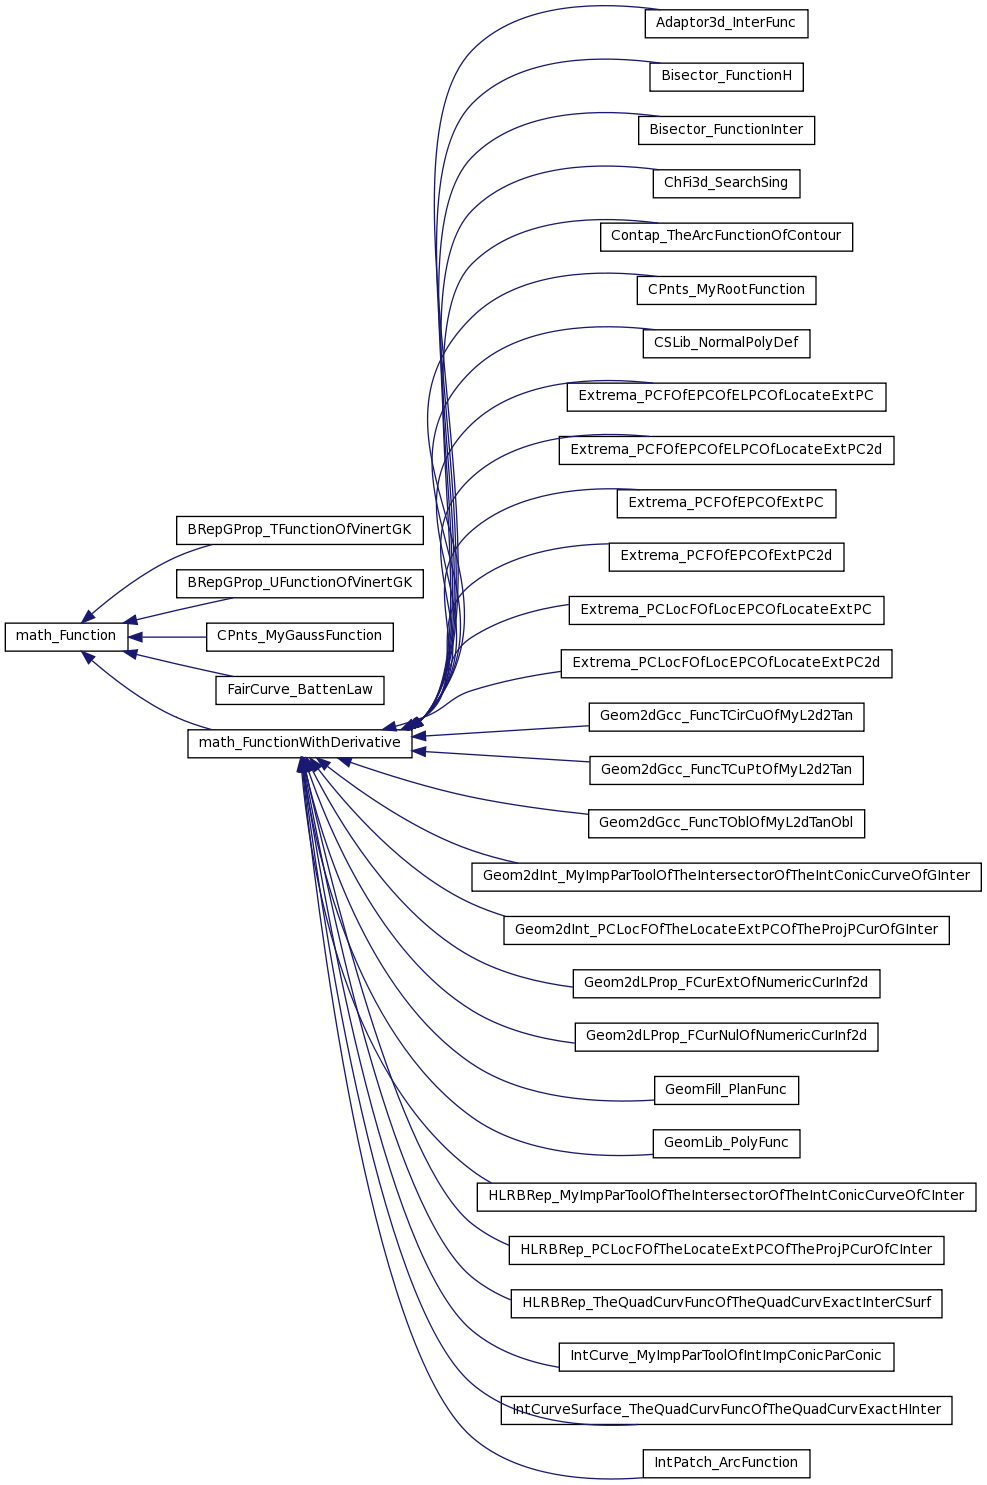 Adaptor3d_InterFunc
Bisector_FunctionH
Bisector_FunctionInter
ChFi3d_SearchSing
Contap_TheArcFunctionOfContour
CPnts_MyRootFunction
CSLib_NormalPolyDef
Extrema_PCFOfEPCOfELPCOfLocateExtPC
Extrema_PCFOfEPCOfELPCOfLocateExtPC2d
Extrema_PCFOfEPCOfExtPC
BRepGProp_TFunctionOfVinertGK
Extrema_PCFOfEPCOfExtPC2d
BRepGProp_UFunctionOfVinertGK
Extrema_PCLocFOfLocEPCOfLocateExtPC
math_Function
CPnts_MyGaussFunction
Extrema_PCLocFOfLocEPCOfLocateExtPC2d
FairCurve_BattenLaw
Geom2dGcc_FuncTCirCuOfMyL2d2Tan
math_FunctionWithDerivative
Geom2dGcc_FuncTCuPtOfMyL2d2Tan
Geom2dGcc_FuncTOblOfMyL2dTanObl
Geom2dInt_MyImpParToolOfTheIntersectorOfTheIntConicCurveOfGInter
Geom2dInt_PCLocFOfTheLocateExtPCOfTheProjPCurOfGInter
Geom2dLProp_FCurExtOfNumericCurInf2d
Geom2dLProp_FCurNulOfNumericCurInf2d
GeomFill_PlanFunc
GeomLib_PolyFunc
HLRBRep_MyImpParToolOfTheIntersectorOfTheIntConicCurveOfCInter
HLRBRep_PCLocFOfTheLocateExtPCOfTheProjPCurOfCInter
HLRBRep_TheQuadCurvFuncOfTheQuadCurvExactInterCSurf
IntCurve_MyImpParToolOfIntImpConicParConic
IntCurveSurface_TheQuadCurvFuncOfTheQuadCurvExactHInter
IntPatch_ArcFunction